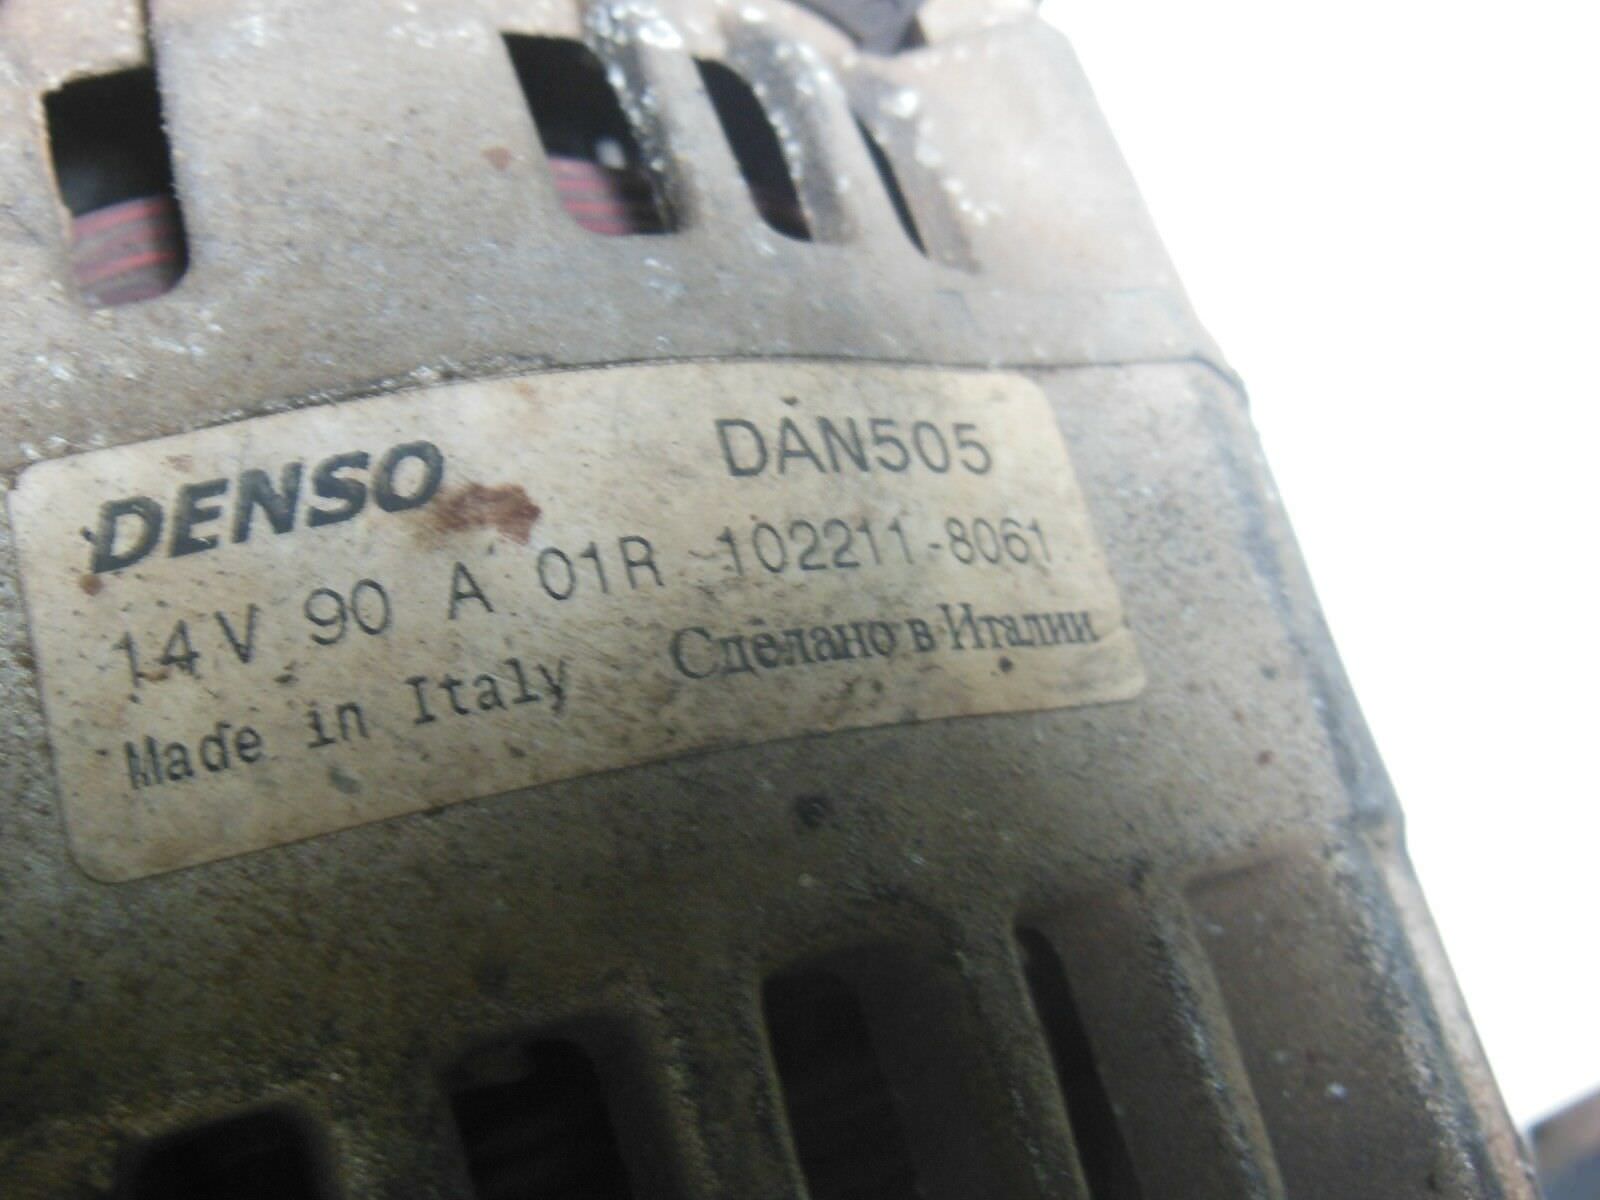 DENSO DAN505
14V 90 A 01R 102211-8061
Made in Italy Сделано в Италии